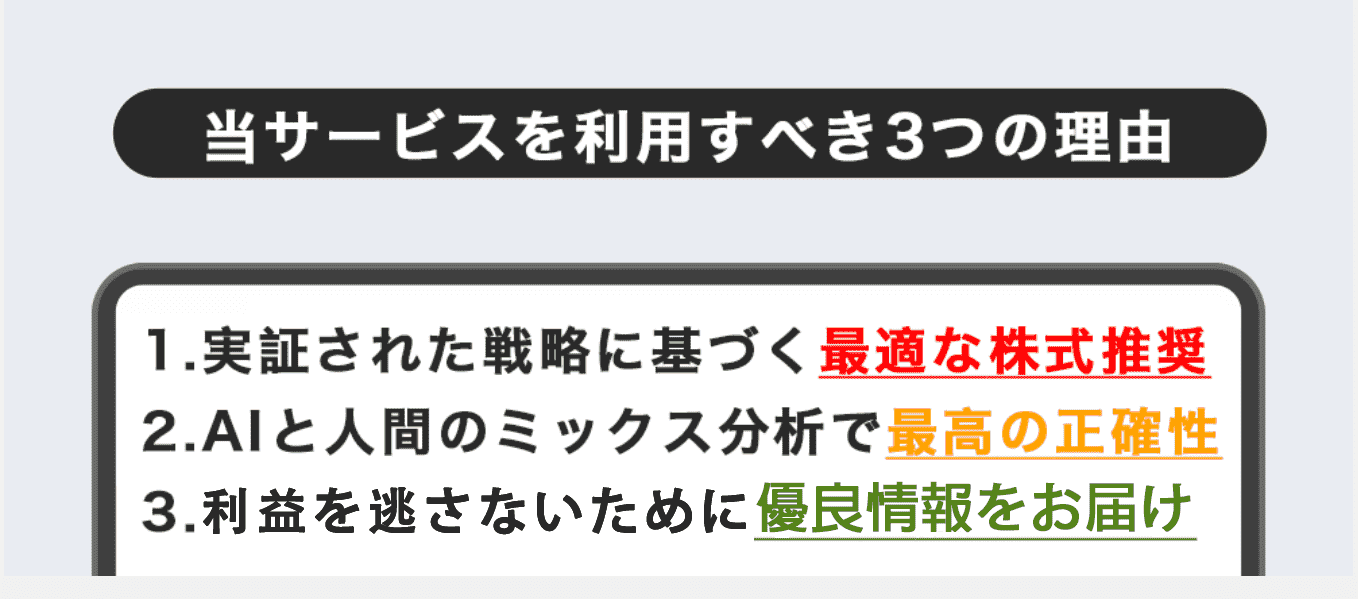 当サービスを利用すべき3つの理由
1.実証された戦略に基づく最適な株式推奨
2.AIと人間のミックス分析で最高の正確性
3.利益を逃さないために優良情報をお届け